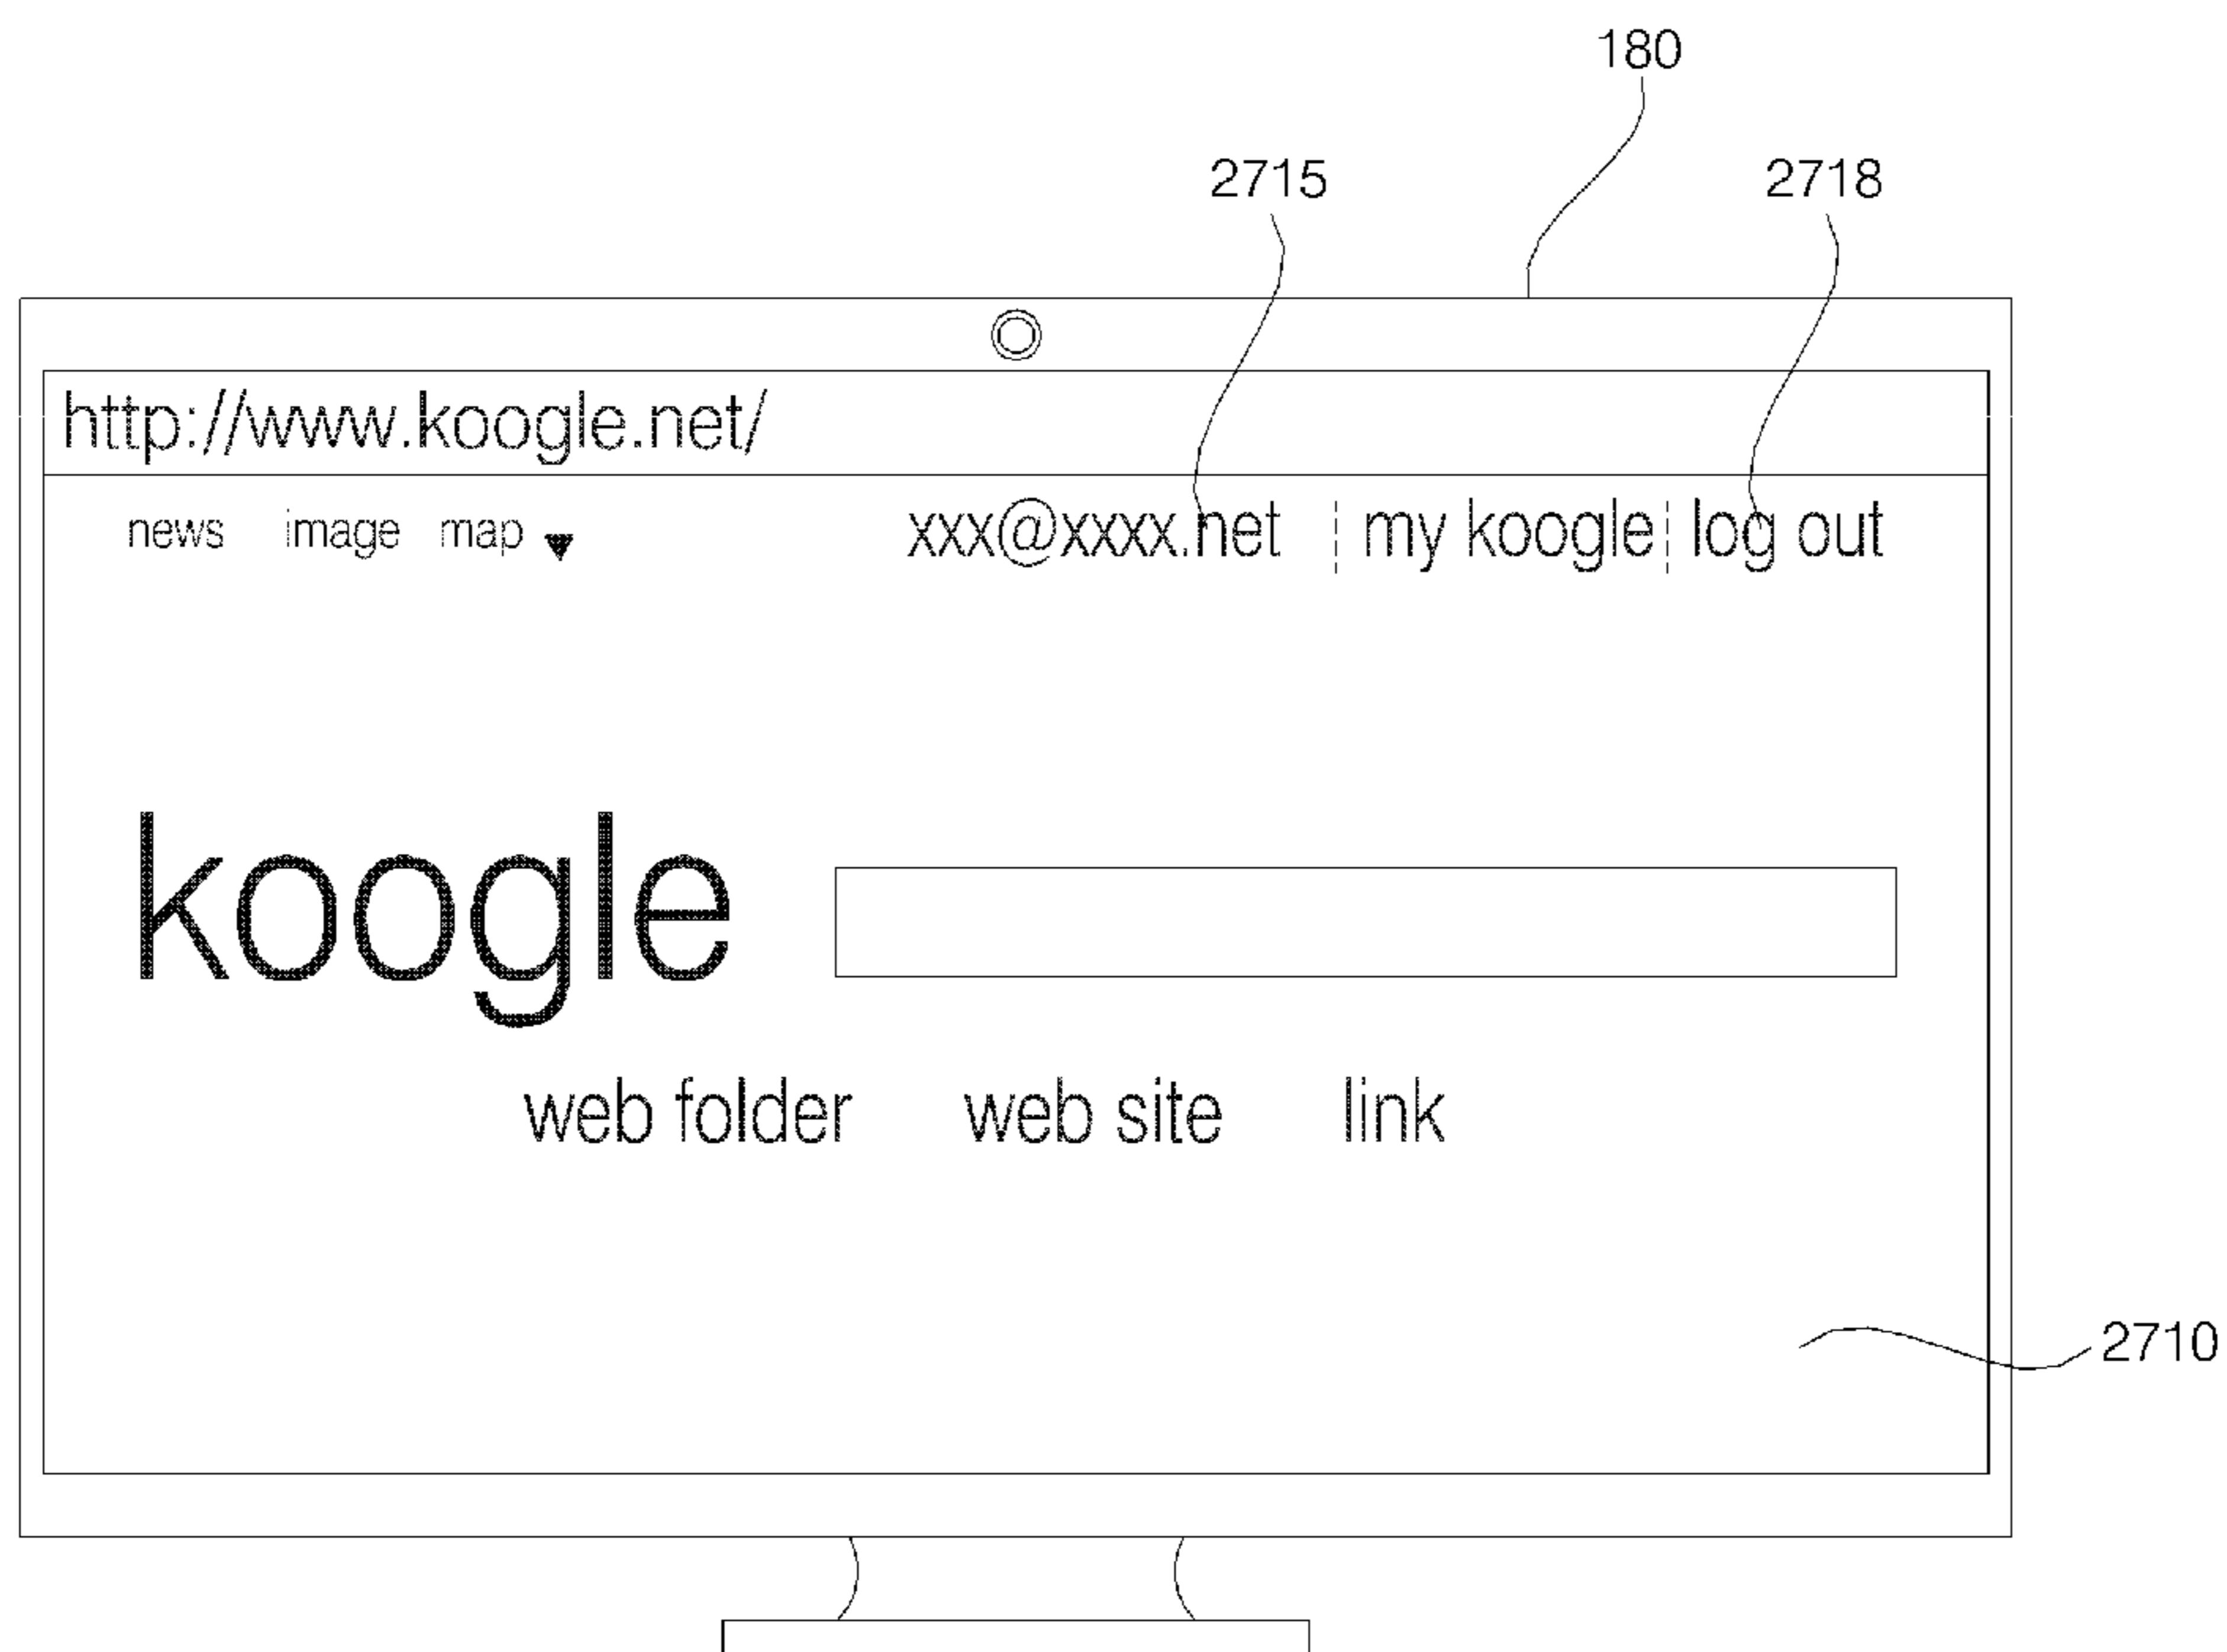 180
2715 2718
http://www.koogle.net/
news image map xxx@xxxx.net my koogle log out
koogle
web folder web site link
2710